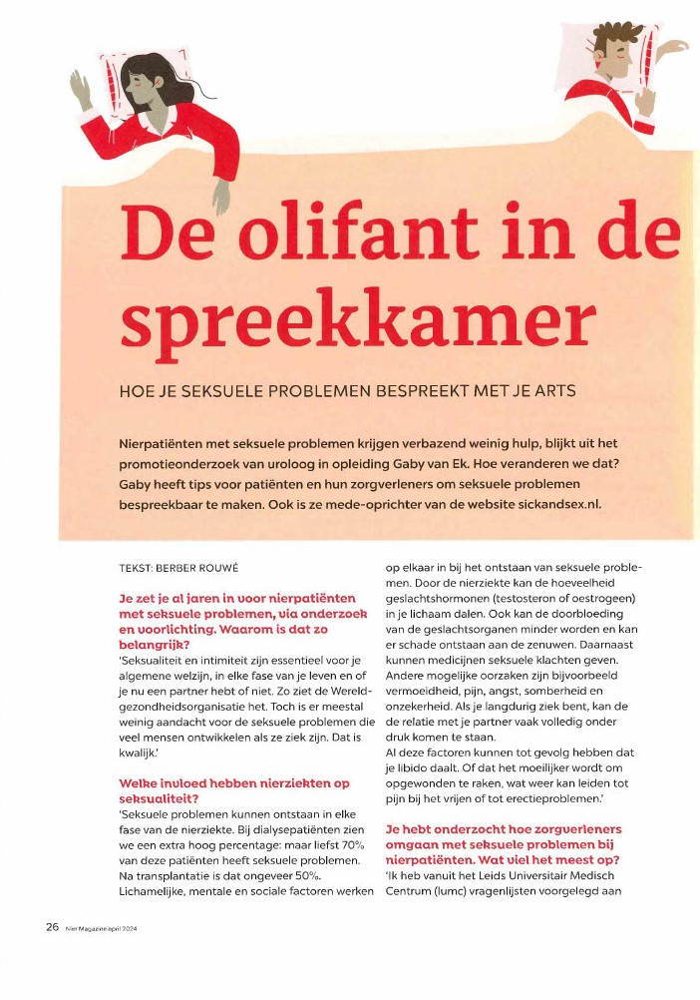 De olifant in de
spreekkamer
HOE JE SEKSUELE PROBLEMEN BESPREEKT MET JE ARTS
Nierpatiënten met seksuele problemen krijgen verbazend weinig hulp, blijkt uit het
promotieonderzoek van uroloog in opleiding Gaby van Ek. Hoe veranderen we dat?
Gaby heeft tips voor patiënten en hun zorgverleners om seksuele problemen
bespreekbaar te maken. Ook is ze mede-oprichter van de website sickandsex.nl.
TEKST: BERBER ROUWÉ
Je zet je al jaren in voor nierpatiënten
met seksuele problemen, via onderzoek
en voorlichting. Waarom is dat zo
belangrijk?
‘Seksualiteit en intimiteit zijn essentieel voor je
algemene welzijn, in elke fase van je leven en of
je nu een partner hebt of niet. Zo ziet de Wereld-
gezondheidsorganisatie het. Toch is er meestal
weinig aandacht voor de seksuele problemen die
veel mensen ontwikkelen als ze ziek zijn. Dat is
kwalijk.’
Welke invloed hebben nierziekten op
seksualiteit?
‘Seksuele problemen kunnen ontstaan in elke
fase van de nierziekte. Bij dialysepatiënten zien
we een extra hoog percentage: maar liefst 70%
van deze patiënten heeft seksuele problemen.
Na transplantatie is dat ongeveer 50%.
Lichamelijke, mentale en sociale factoren werken
op elkaar in bij het ontstaan van seksuele proble-
men. Door de nierziekte kan de hoeveelheid
geslachtshormonen (testosteron of oestrogeen)
in je lichaam dalen. Ook kan de doorbloeding
van de geslachtsorganen minder worden en kan
er schade ontstaan aan de zenuwen. Daarnaast
kunnen medicijnen seksuele klachten geven.
Andere mogelijke oorzaken zijn bijvoorbeeld
vermoeidheid, pijn, angst, somberheid en
onzekerheid. Als je langdurig ziek bent, kan de
de relatie met je partner vaak volledig onder
druk komen te staan.
Al deze factoren kunnen tot gevolg hebben dat
je libido daalt. Of dat het moeilijker wordt om
opgewonden te raken, wat weer kan leiden tot
pijn bij het vrijen of tot erectieproblemen.’
Je hebt onderzocht hoe zorgverleners
omgaan met seksuele problemen bij
nierpatiënten. Wat viel het meest op?
‘Ik heb vanuit het Leids Universitair Medisch
Centrum (lumc) vragenlijsten voorgelegd aan
26 Nier Magazine april 2024